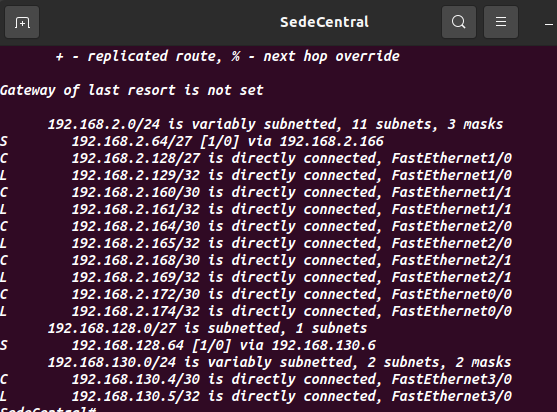 SedeCentral
+ - replicated route, % - next hop override
Gateway of last resort is not set
192.168.2.0/24 is variably subnetted, 11 subnets, 3 masks
S 192.168.2.64/27 [1/0] via 192.168.2.166
C 192.168.2.128/27 is directly connected, FastEthernet1/0
L 192.168.2.129/32 is directly connected, FastEthernet1/0
C 192.168.2.160/30 is directly connected, FastEthernet1/1
L 192.168.2.161/32 is directly connected, FastEthernet1/1
C 192.168.2.164/30 is directly connected, FastEthernet2/0
L 192.168.2.165/32 is directly connected, FastEthernet2/0
C 192.168.2.168/30 is directly connected, FastEthernet2/1
L 192.168.2.169/32 is directly connected, FastEthernet2/1
C 192.168.2.172/30 is directly connected, FastEthernet0/0
L 192.168.2.174/32 is directly connected, FastEthernet0/0
192.168.128.0/27 is subnetted, 1 subnets
S 192.168.128.64 [1/0] via 192.168.130.6
192.168.130.0/24 is variably subnetted, 2 subnets, 2 masks
C 192.168.130.4/30 is directly connected, FastEthernet3/0
L 192.168.130.5/32 is directly connected, FastEthernet3/0
SedeCentral#